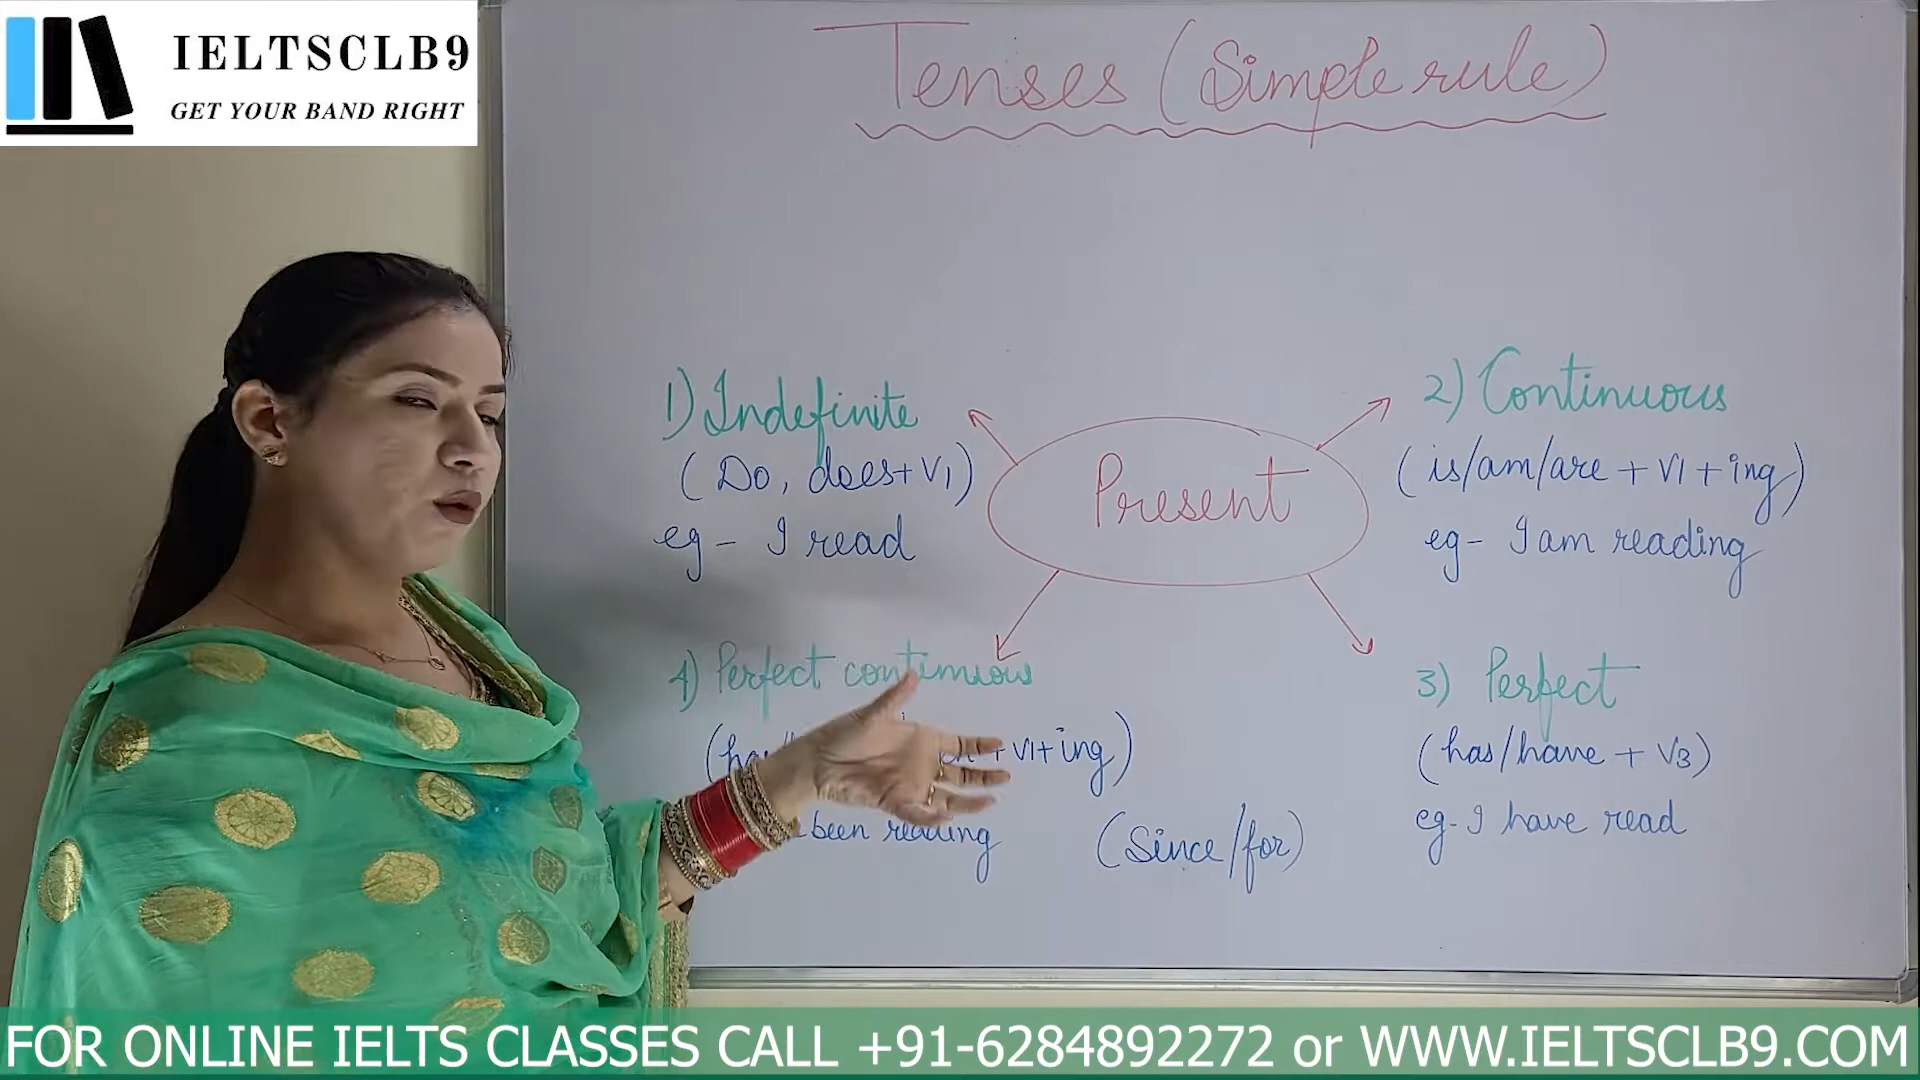 IELTSCLB9
GET YOUR BAND RIGHT
Tenses (Simple rule)
1) Indefinite
(Do, does+V1)
eg - I read
Present
2) Continuous
(is/am/are + V1 + ing)
eg - I am reading
4) Perfect continuous
+V1+ing)
been reading
(Since/for)
3) Perfect
(has/have + V3)
eg - I have read
FOR ONLINE IELTS CLASSES CALL +91-6284892272 or WWW.IELTSCLB9.COM